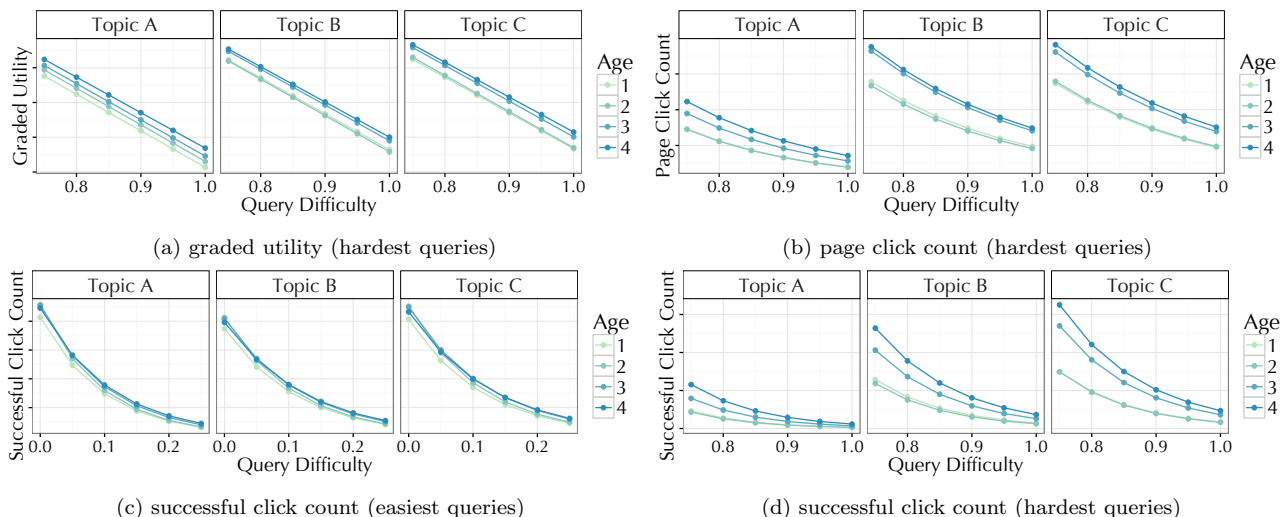 Topic A Topic B Topic C
Graded Utility
Age
1
2
3
4
0.8 0.9 1.0 0.8 0.9 1.0 0.8 0.9 1.0
Query Difficulty
(a) graded utility (hardest queries)
Topic A Topic B Topic C
Page Click Count
Age
1
2
3
4
0.8 0.9 1.0 0.8 0.9 1.0 0.8 0.9 1.0
Query Difficulty
(b) page click count (hardest queries)
Topic A Topic B Topic C
Successful Click Count
Age
1
2
3
4
0.0 0.1 0.2 0.0 0.1 0.2 0.0 0.1 0.2
Query Difficulty
(c) successful click count (easiest queries)
Topic A Topic B Topic C
Successful Click Count
Age
1
2
3
4
0.8 0.9 1.0 0.8 0.9 1.0 0.8 0.9 1.0
Query Difficulty
(d) successful click count (hardest queries)